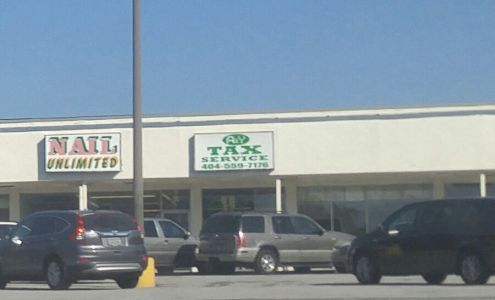 NAIL
UNLIMITED
TAX
SERVICE
404-559-7176